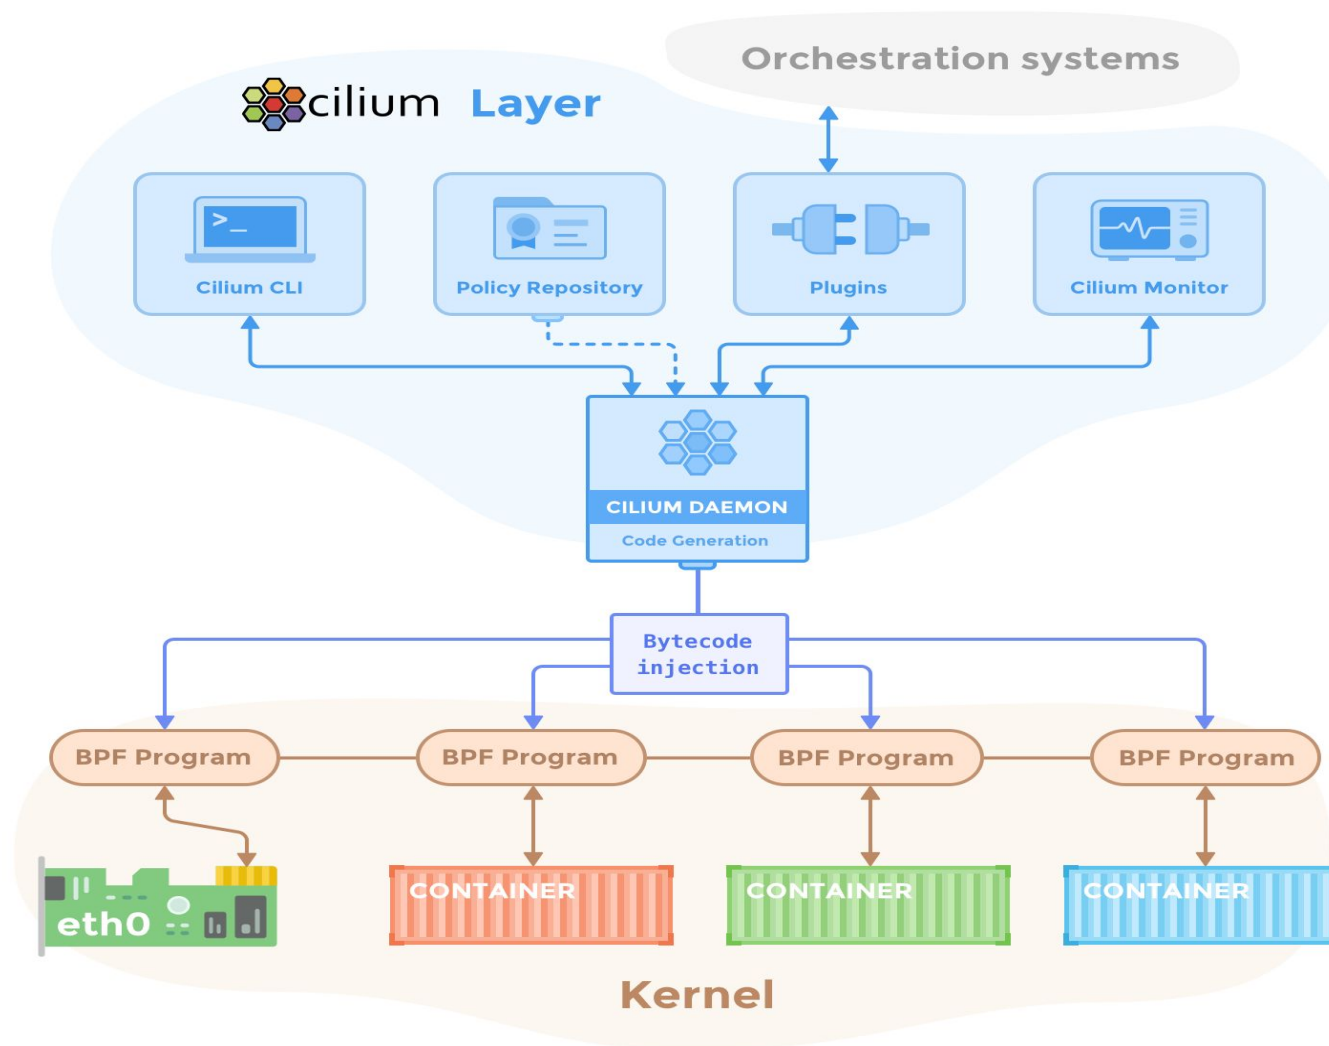 Orchestration systems
cilium Layer
>_
Cilium CLI
Policy Repository
Plugins
Cilium Monitor
CILIUM DAEMON
Code Generation
Bytecode
injection
BPF Program
BPF Program
BPF Program
BPF Program
eth0
CONTAINER
CONTAINER
CONTAINER
Kernel